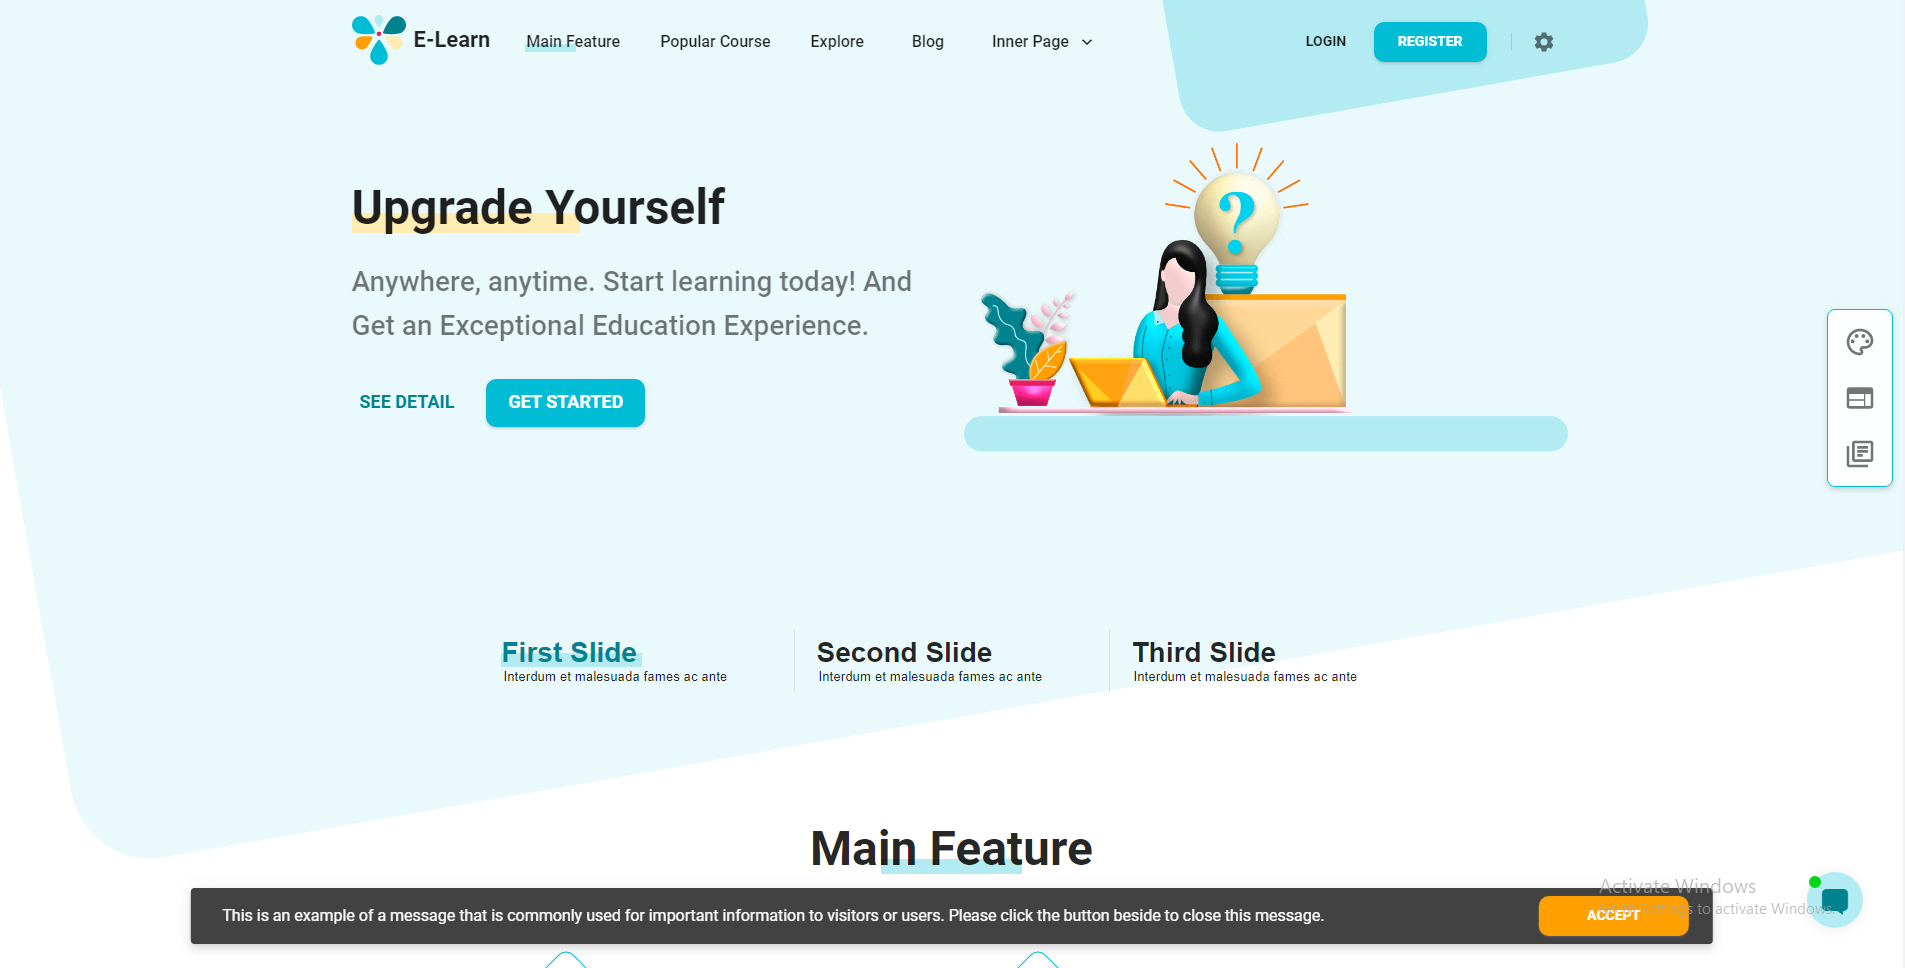 E-Learn
Main Feature
Popular Course
Explore
Blog
Inner Page
LOGIN
REGISTER
Upgrade Yourself
?
Anywhere, anytime. Start learning today! And
Get an Exceptional Education Experience.
SEE DETAIL
GET STARTED
First Slide
Interdum et malesuada fames ac ante
Second Slide
Interdum et malesuada fames ac ante
Third Slide
Interdum et malesuada fames ac ante
Main Feature
This is an example of a message that is commonly used for important information to visitors or users. Please click the button beside to close this message.
ACCEPT
Activate Windows
Go to Settings to activate Windows.